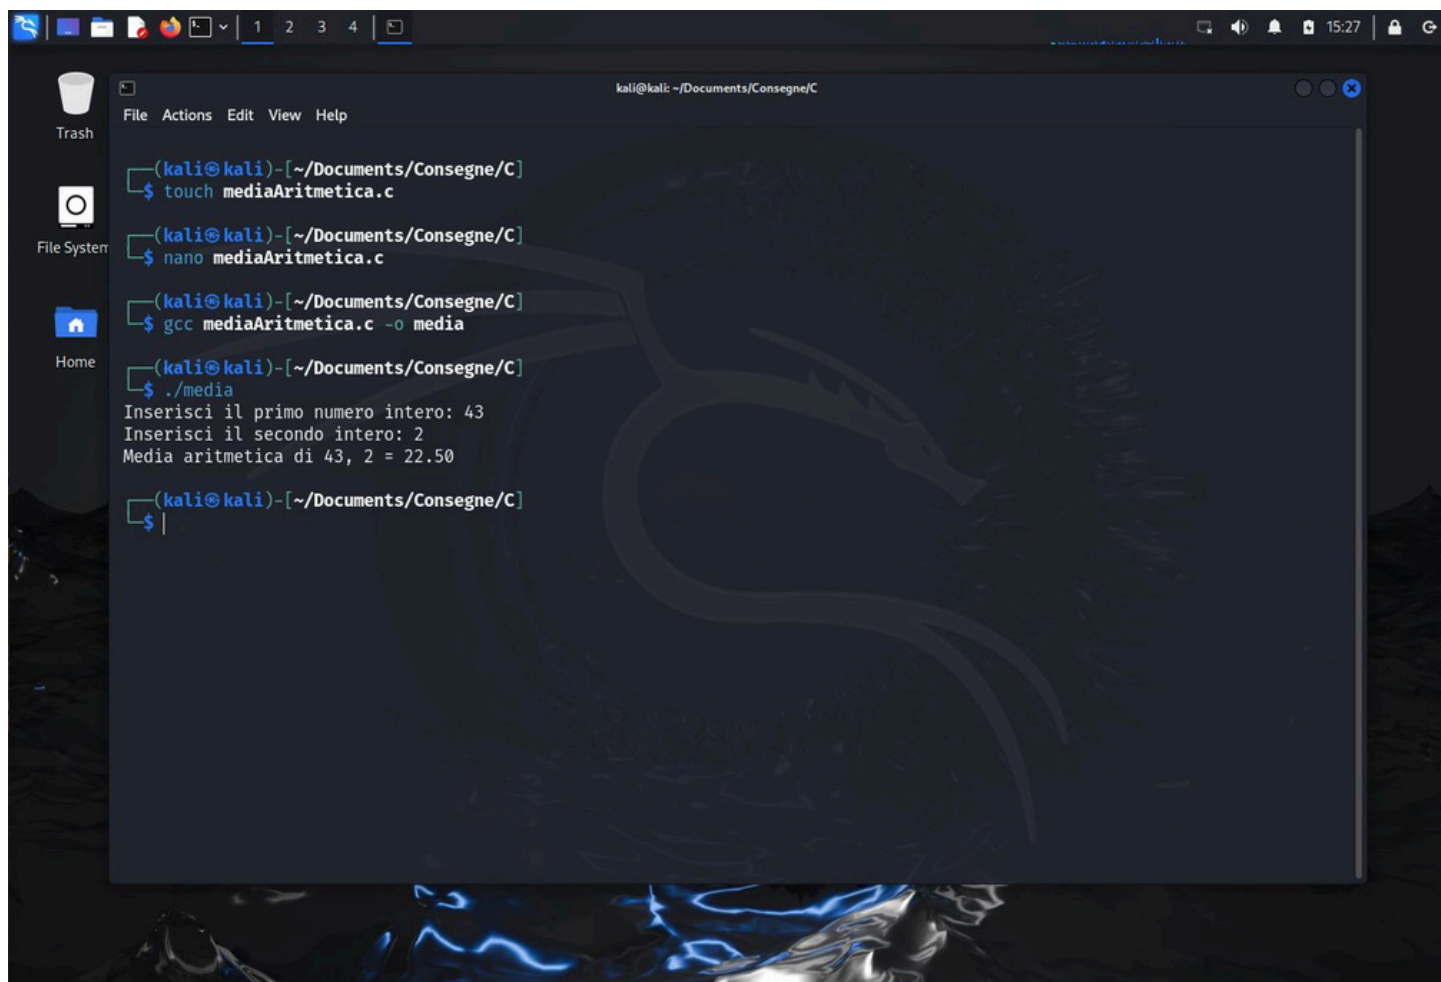 1 2 3 4
15:27
kali@kali: ~/Documents/Consegne/C
File Actions Edit View Help
Trash
File System
Home
(kali㉿kali)-[~/Documents/Consegne/C]
$ touch mediaAritmetica.c
(kali㉿kali)-[~/Documents/Consegne/C]
$ nano mediaAritmetica.c
(kali㉿kali)-[~/Documents/Consegne/C]
$ gcc mediaAritmetica.c -o media
(kali㉿kali)-[~/Documents/Consegne/C]
$ ./media
Inserisci il primo numero intero: 43
Inserisci il secondo intero: 2
Media aritmetica di 43, 2 = 22.50
(kali㉿kali)-[~/Documents/Consegne/C]
$